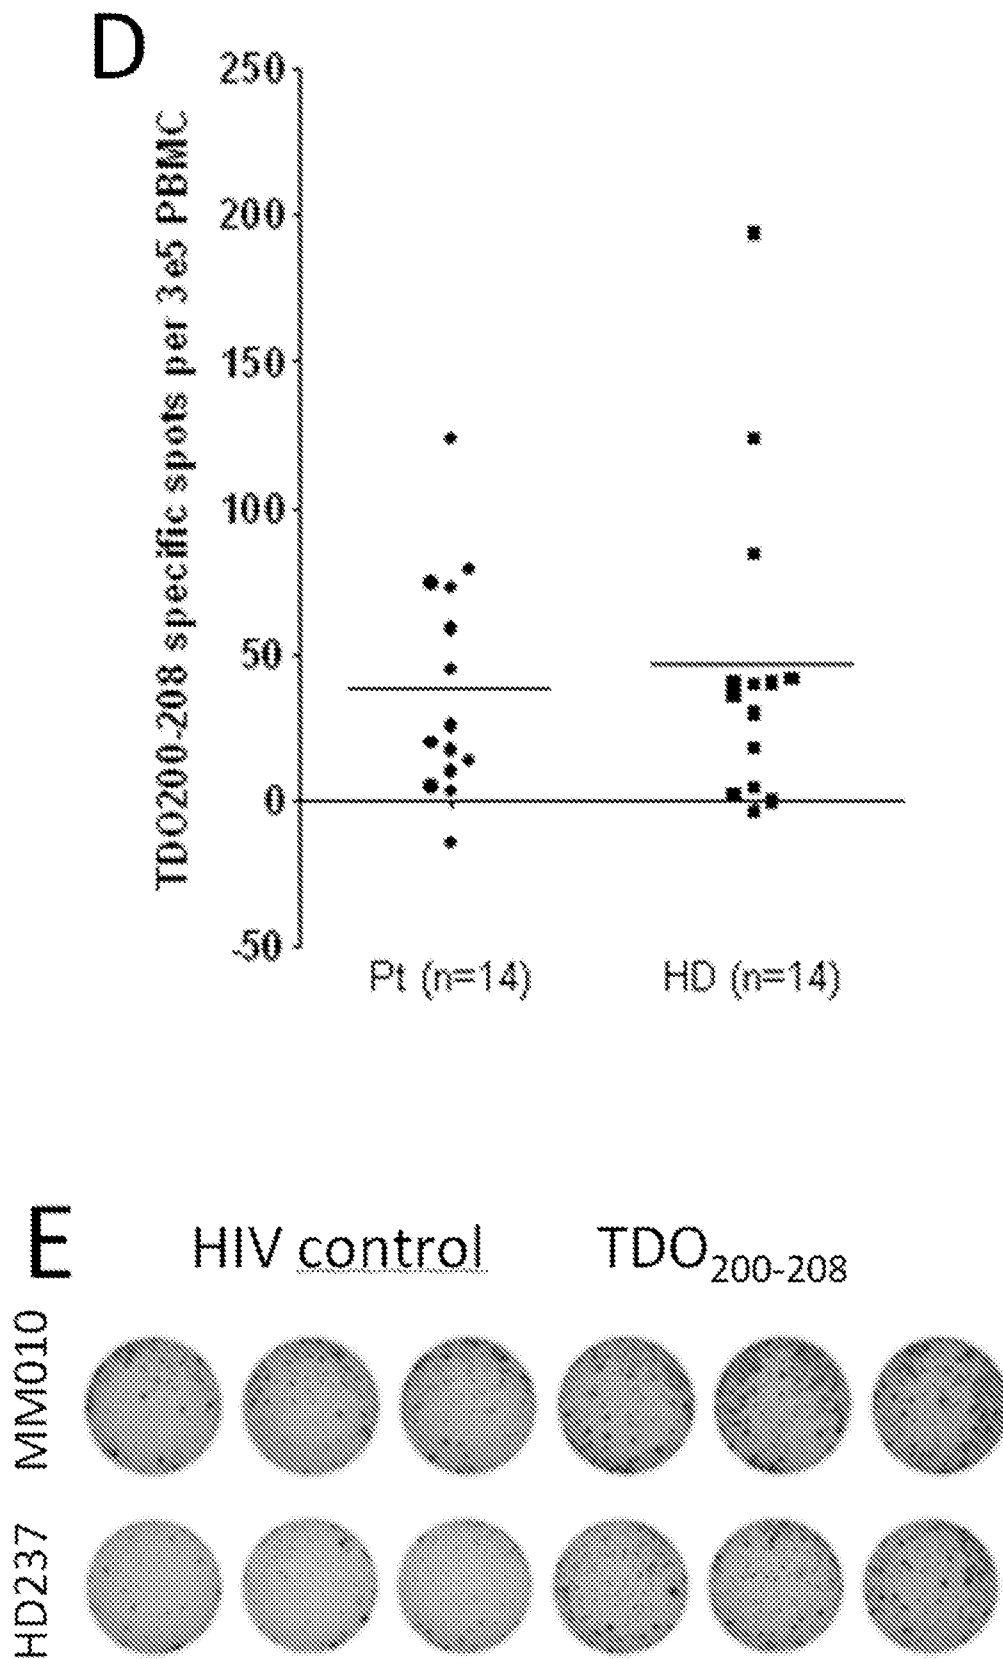 D
TDO200-208 specific spots per 3e5 PBMC
250
200
150
100
50
0
-50
Pt (n=14)
HD (n=14)
E
HIV control
TDO200-208
MM010
HD237